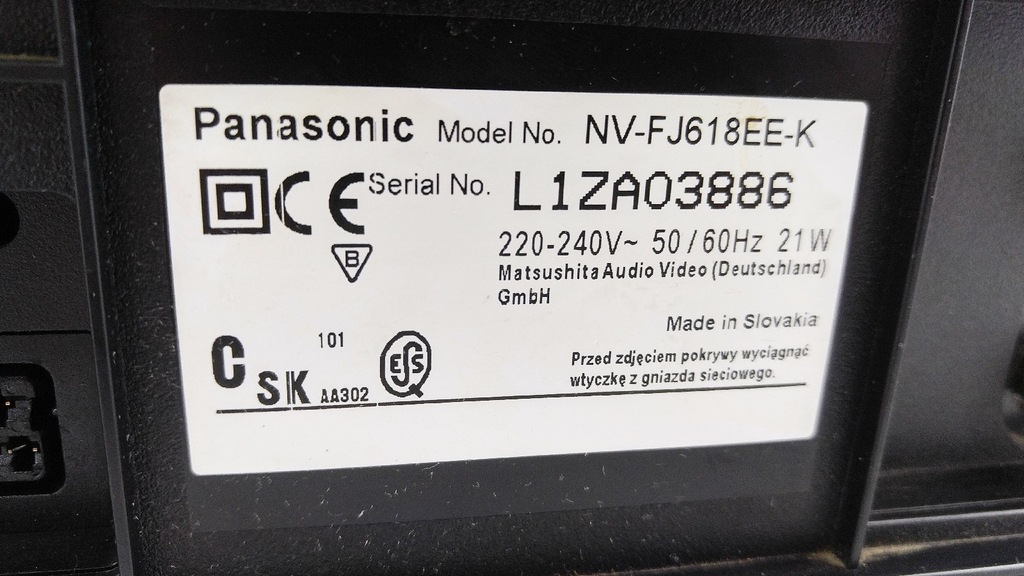 Panasonic Model No. NV-FJ618EE-K
CE Serial No. L1ZA03886
220-240V~ 50/60Hz 21W
B
Matsushita Audio Video (Deutschland)
GmbH
Made in Slovakia
101
C SK AA302
Przed zdjęciem pokrywy wyciągnąć
wtyczkę z gniazda sieciowego.